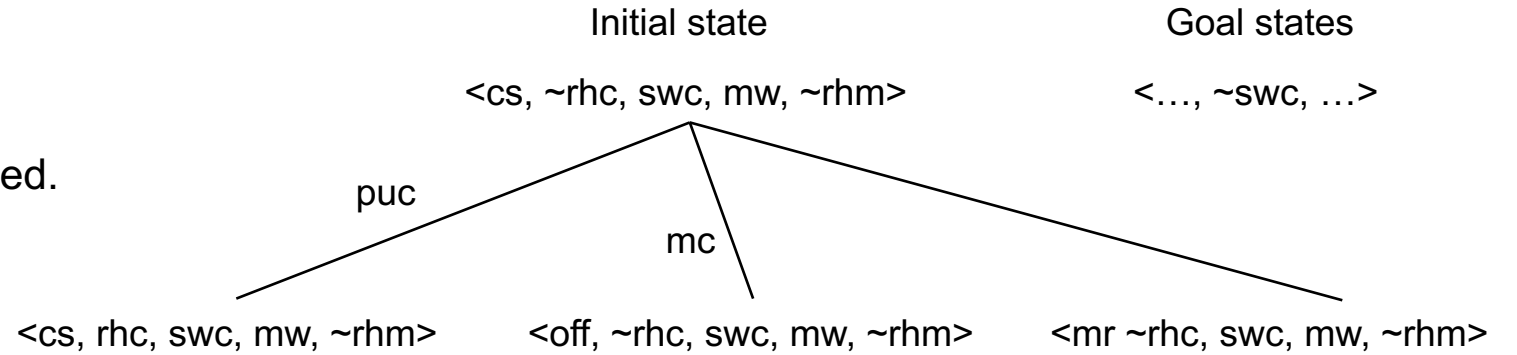 Initial state
Goal states
<cs, ~rhc, swc, mw, ~rhm>
<…, ~swc, …>
ed.
puc
mc
<cs, rhc, swc, mw, ~rhm>
<off, ~rhc, swc, mw, ~rhm>
<mr ~rhc, swc, mw, ~rhm>